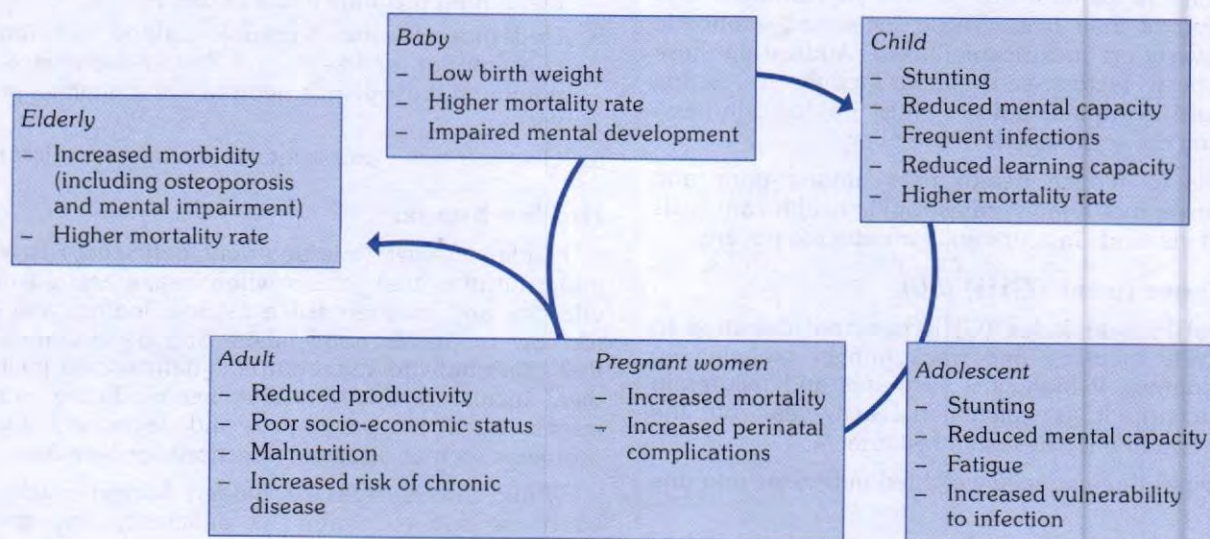 Baby
– Low birth weight
– Higher mortality rate
– Impaired mental development
Child
– Stunting
– Reduced mental capacity
– Frequent infections
– Reduced learning capacity
– Higher mortality rate
Elderly
– Increased morbidity
(including osteoporosis
and mental impairment)
– Higher mortality rate
Adult
– Reduced productivity
– Poor socio-economic status
– Malnutrition
– Increased risk of chronic
disease
Pregnant women
– Increased mortality
– Increased perinatal
complications
Adolescent
– Stunting
– Reduced mental capacity
– Fatigue
– Increased vulnerability
to infection